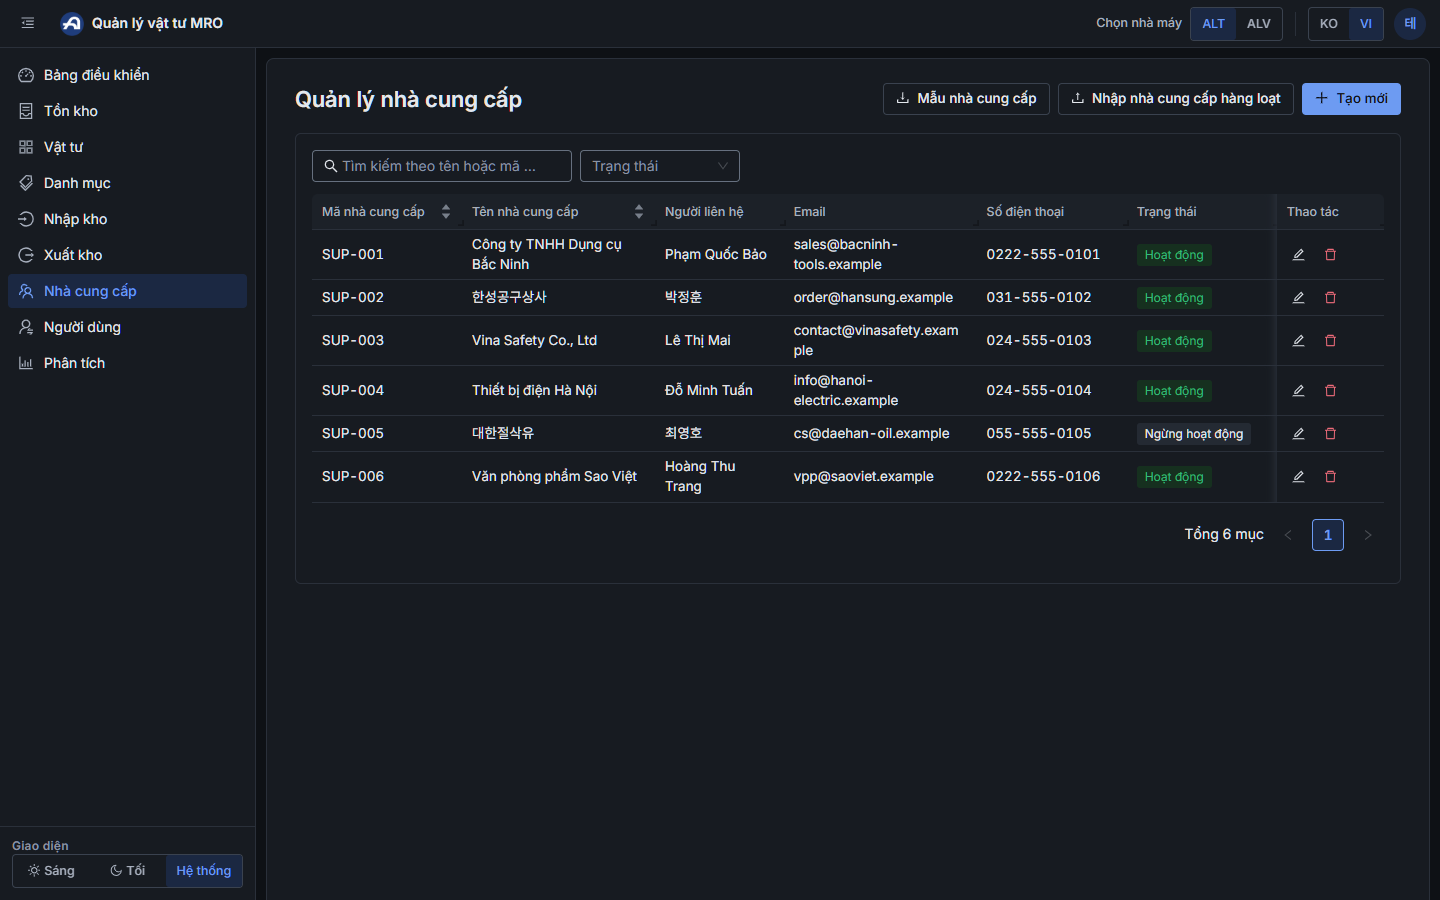 Quản lý vật tư MRO
Chọn nhà máy
ALT
ALV
KO
VI
테
Bảng điều khiển
Tồn kho
Vật tư
Danh mục
Nhập kho
Xuất kho
Nhà cung cấp
Người dùng
Phân tích
Giao diện
Sáng
Tối
Hệ thống
Quản lý nhà cung cấp
Mẫu nhà cung cấp
Nhập nhà cung cấp hàng loạt
Tạo mới
Tìm kiếm theo tên hoặc mã ...
Trạng thái
Mã nhà cung cấp Tên nhà cung cấp Người liên hệ Email Số điện thoại Trạng thái Thao tác
SUP-001 Công ty TNHH Dụng cụ Bắc Ninh Phạm Quốc Bảo sales@bacninh-tools.example 0222-555-0101 Hoạt động
SUP-002 한성공구상사 박정훈 order@hansung.example 031-555-0102 Hoạt động
SUP-003 Vina Safety Co., Ltd Lê Thị Mai contact@vinasafety.example 024-555-0103 Hoạt động
SUP-004 Thiết bị điện Hà Nội Đỗ Minh Tuấn info@hanoi-electric.example 024-555-0104 Hoạt động
SUP-005 대한절삭유 최영호 cs@daehan-oil.example 055-555-0105 Ngừng hoạt động
SUP-006 Văn phòng phẩm Sao Việt Hoàng Thu Trang vpp@saoviet.example 0222-555-0106 Hoạt động
Tổng 6 mục
1